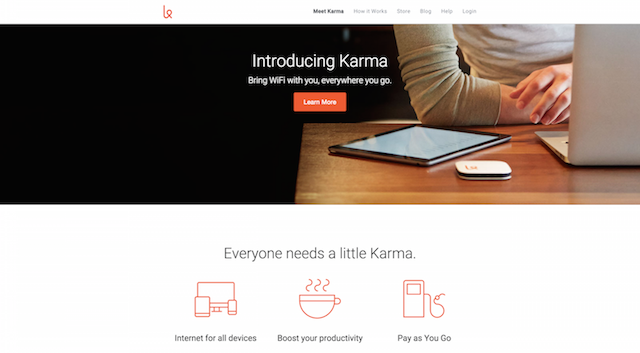 Meet Karma How it Works Store Blog Help Login
Introducing Karma
Bring WiFi with you, everywhere you go.
Learn More
Everyone needs a little Karma.
Internet for all devices Boost your productivity Pay as You Go